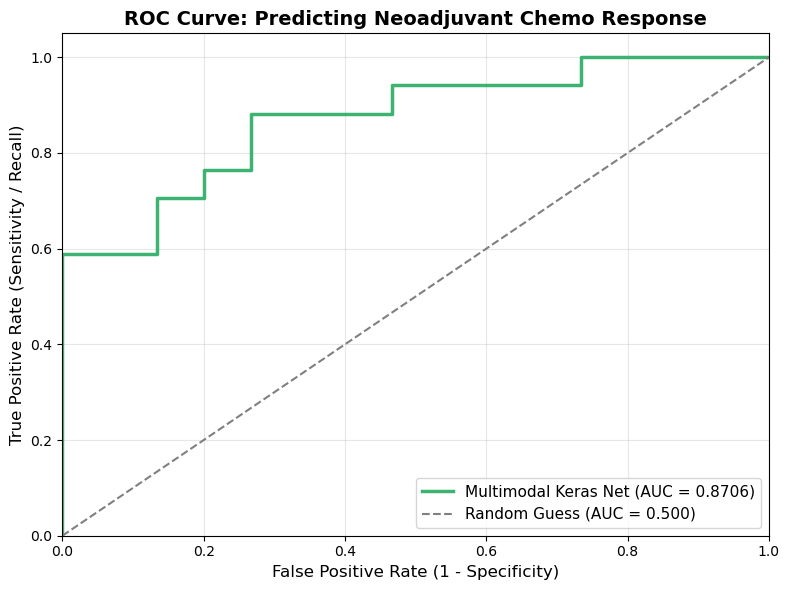 ROC Curve: Predicting Neoadjuvant Chemo Response
True Positive Rate (Sensitivity / Recall)
1.0
0.8
0.6
0.4
0.2
0.0
Multimodal Keras Net (AUC = 0.8706)
Random Guess (AUC = 0.500)
0.0 0.2 0.4 0.6 0.8 1.0
False Positive Rate (1 - Specificity)